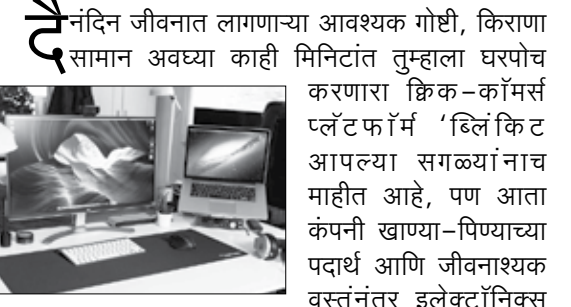 दैनंदिन जीवनात लागणाऱ्या आवश्यक गोष्टी, किराणा
सामान अवघ्या काही मिनिटांत तुम्हाला घरपोच
करणारा क्विक-कॉमर्स
प्लॅटफॉर्म ‘ब्लिंकिट
आपल्या सगळ्यांनाच
माहीत आहे, पण आता
कंपनी खाण्या-पिण्याच्या
पदार्थ आणि जीवनाश्यक
वस्तूंनंतर इलेक्ट्रॉनिक्स